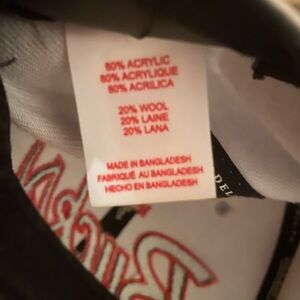 80% ACRYLIC
80% ACRYLIQUE
80% ACRILICA
20% WOOL
20% LAINE
20% LANA
MADE IN BANGLADESH
FABRIQUÉ AU BANGLADESH
HECHO EN BANGLADESH